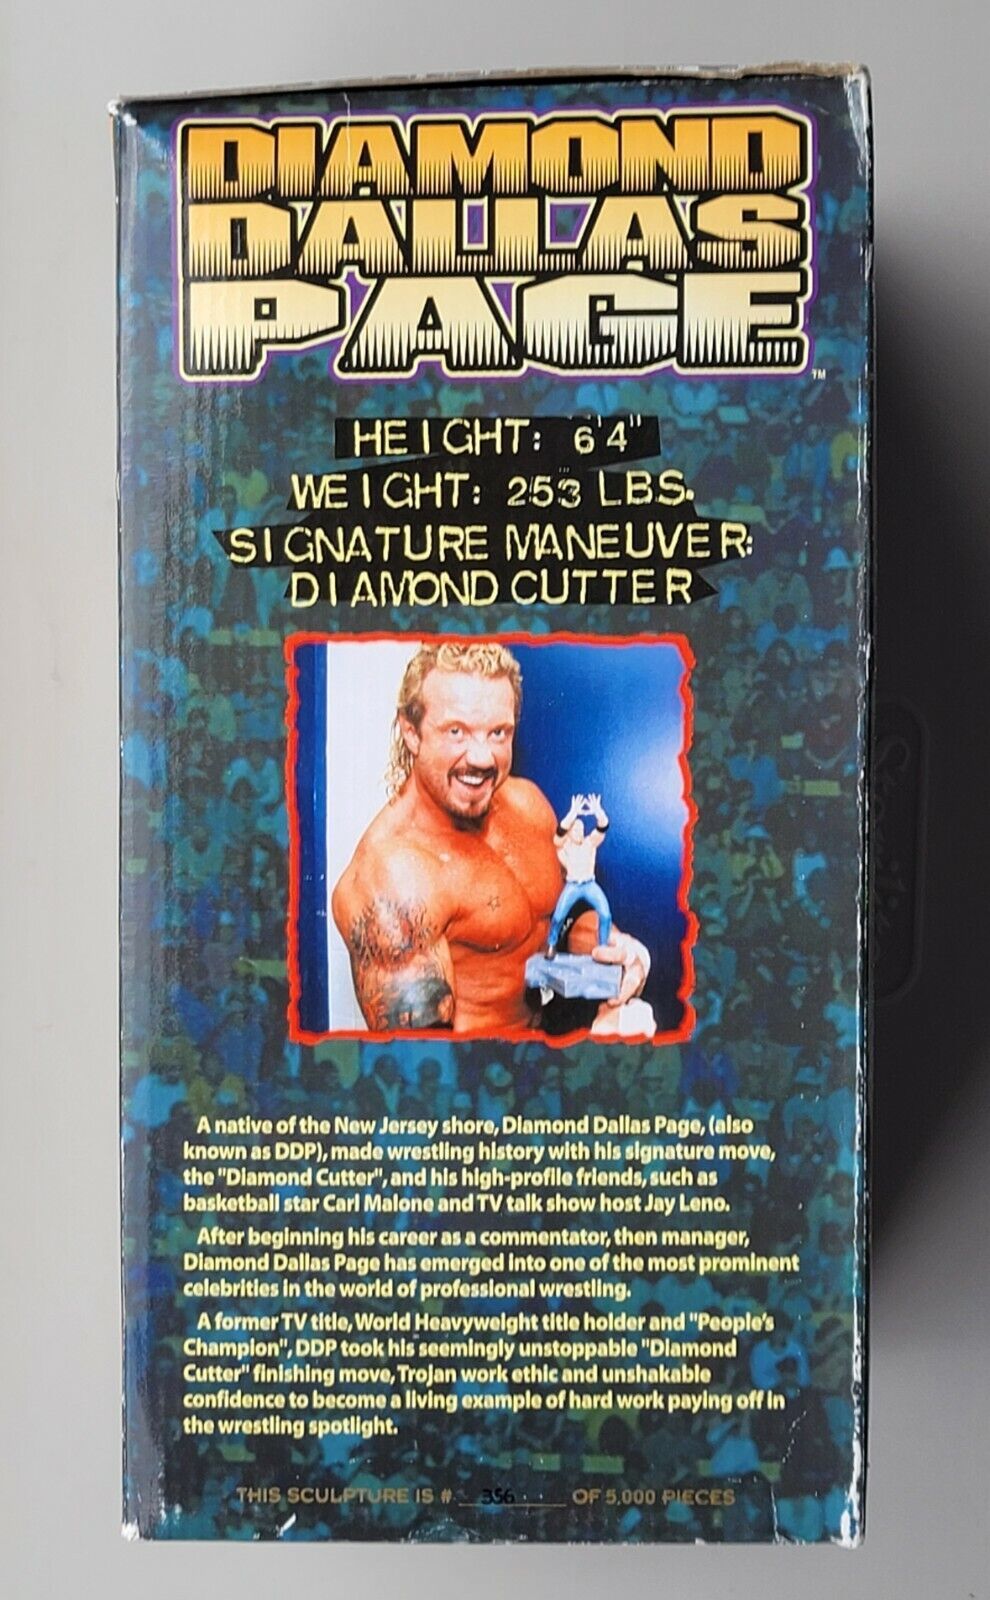 DIAMOND
DALLAS
PAGE™
HEIGHT: 6'4"
WEIGHT: 253 LBS.
SIGNATURE MANEUVER:
DIAMOND CUTTER
A native of the New Jersey shore, Diamond Dallas Page, (also
known as DDP), made wrestling history with his signature move,
the "Diamond Cutter", and his high-profile friends, such as
basketball star Carl Malone and TV talk show host Jay Leno.
After beginning his career as a commentator, then manager,
Diamond Dallas Page has emerged into one of the most prominent
celebrities in the world of professional wrestling.
A former TV title, World Heavyweight title holder and "People's
Champion", DDP took his seemingly unstoppable "Diamond
Cutter" finishing move, Trojan work ethic and unshakable
confidence to become a living example of hard work paying off in
the wrestling spotlight.
THIS SCULPTURE IS # 356 OF 5,000 PIECES